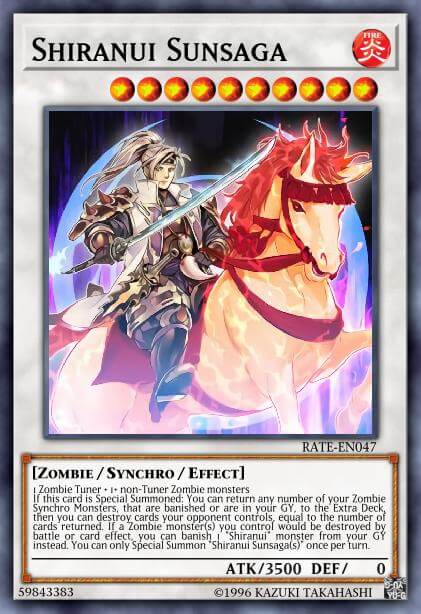 SHIRANUI SUNSAGA
FIRE
炎
RATE-EN047
[ZOMBIE / SYNCHRO / EFFECT]
1 Zombie Tuner + 1+ non-Tuner Zombie monsters
If this card is Special Summoned: You can return any number of your Zombie
Synchro Monsters, that are banished or are in your GY, to the Extra Deck,
then you can destroy cards your opponent controls, equal to the number of
cards returned. If a Zombie monster(s) you control would be destroyed by
battle or card effect, you can banish 1 "Shiranui" monster from your GY
instead. You can only Special Summon "Shiranui Sunsaga(s)" once per turn.
ATK/3500 DEF/ 0
59843383
©1996 KAZUKI TAKAHASHI